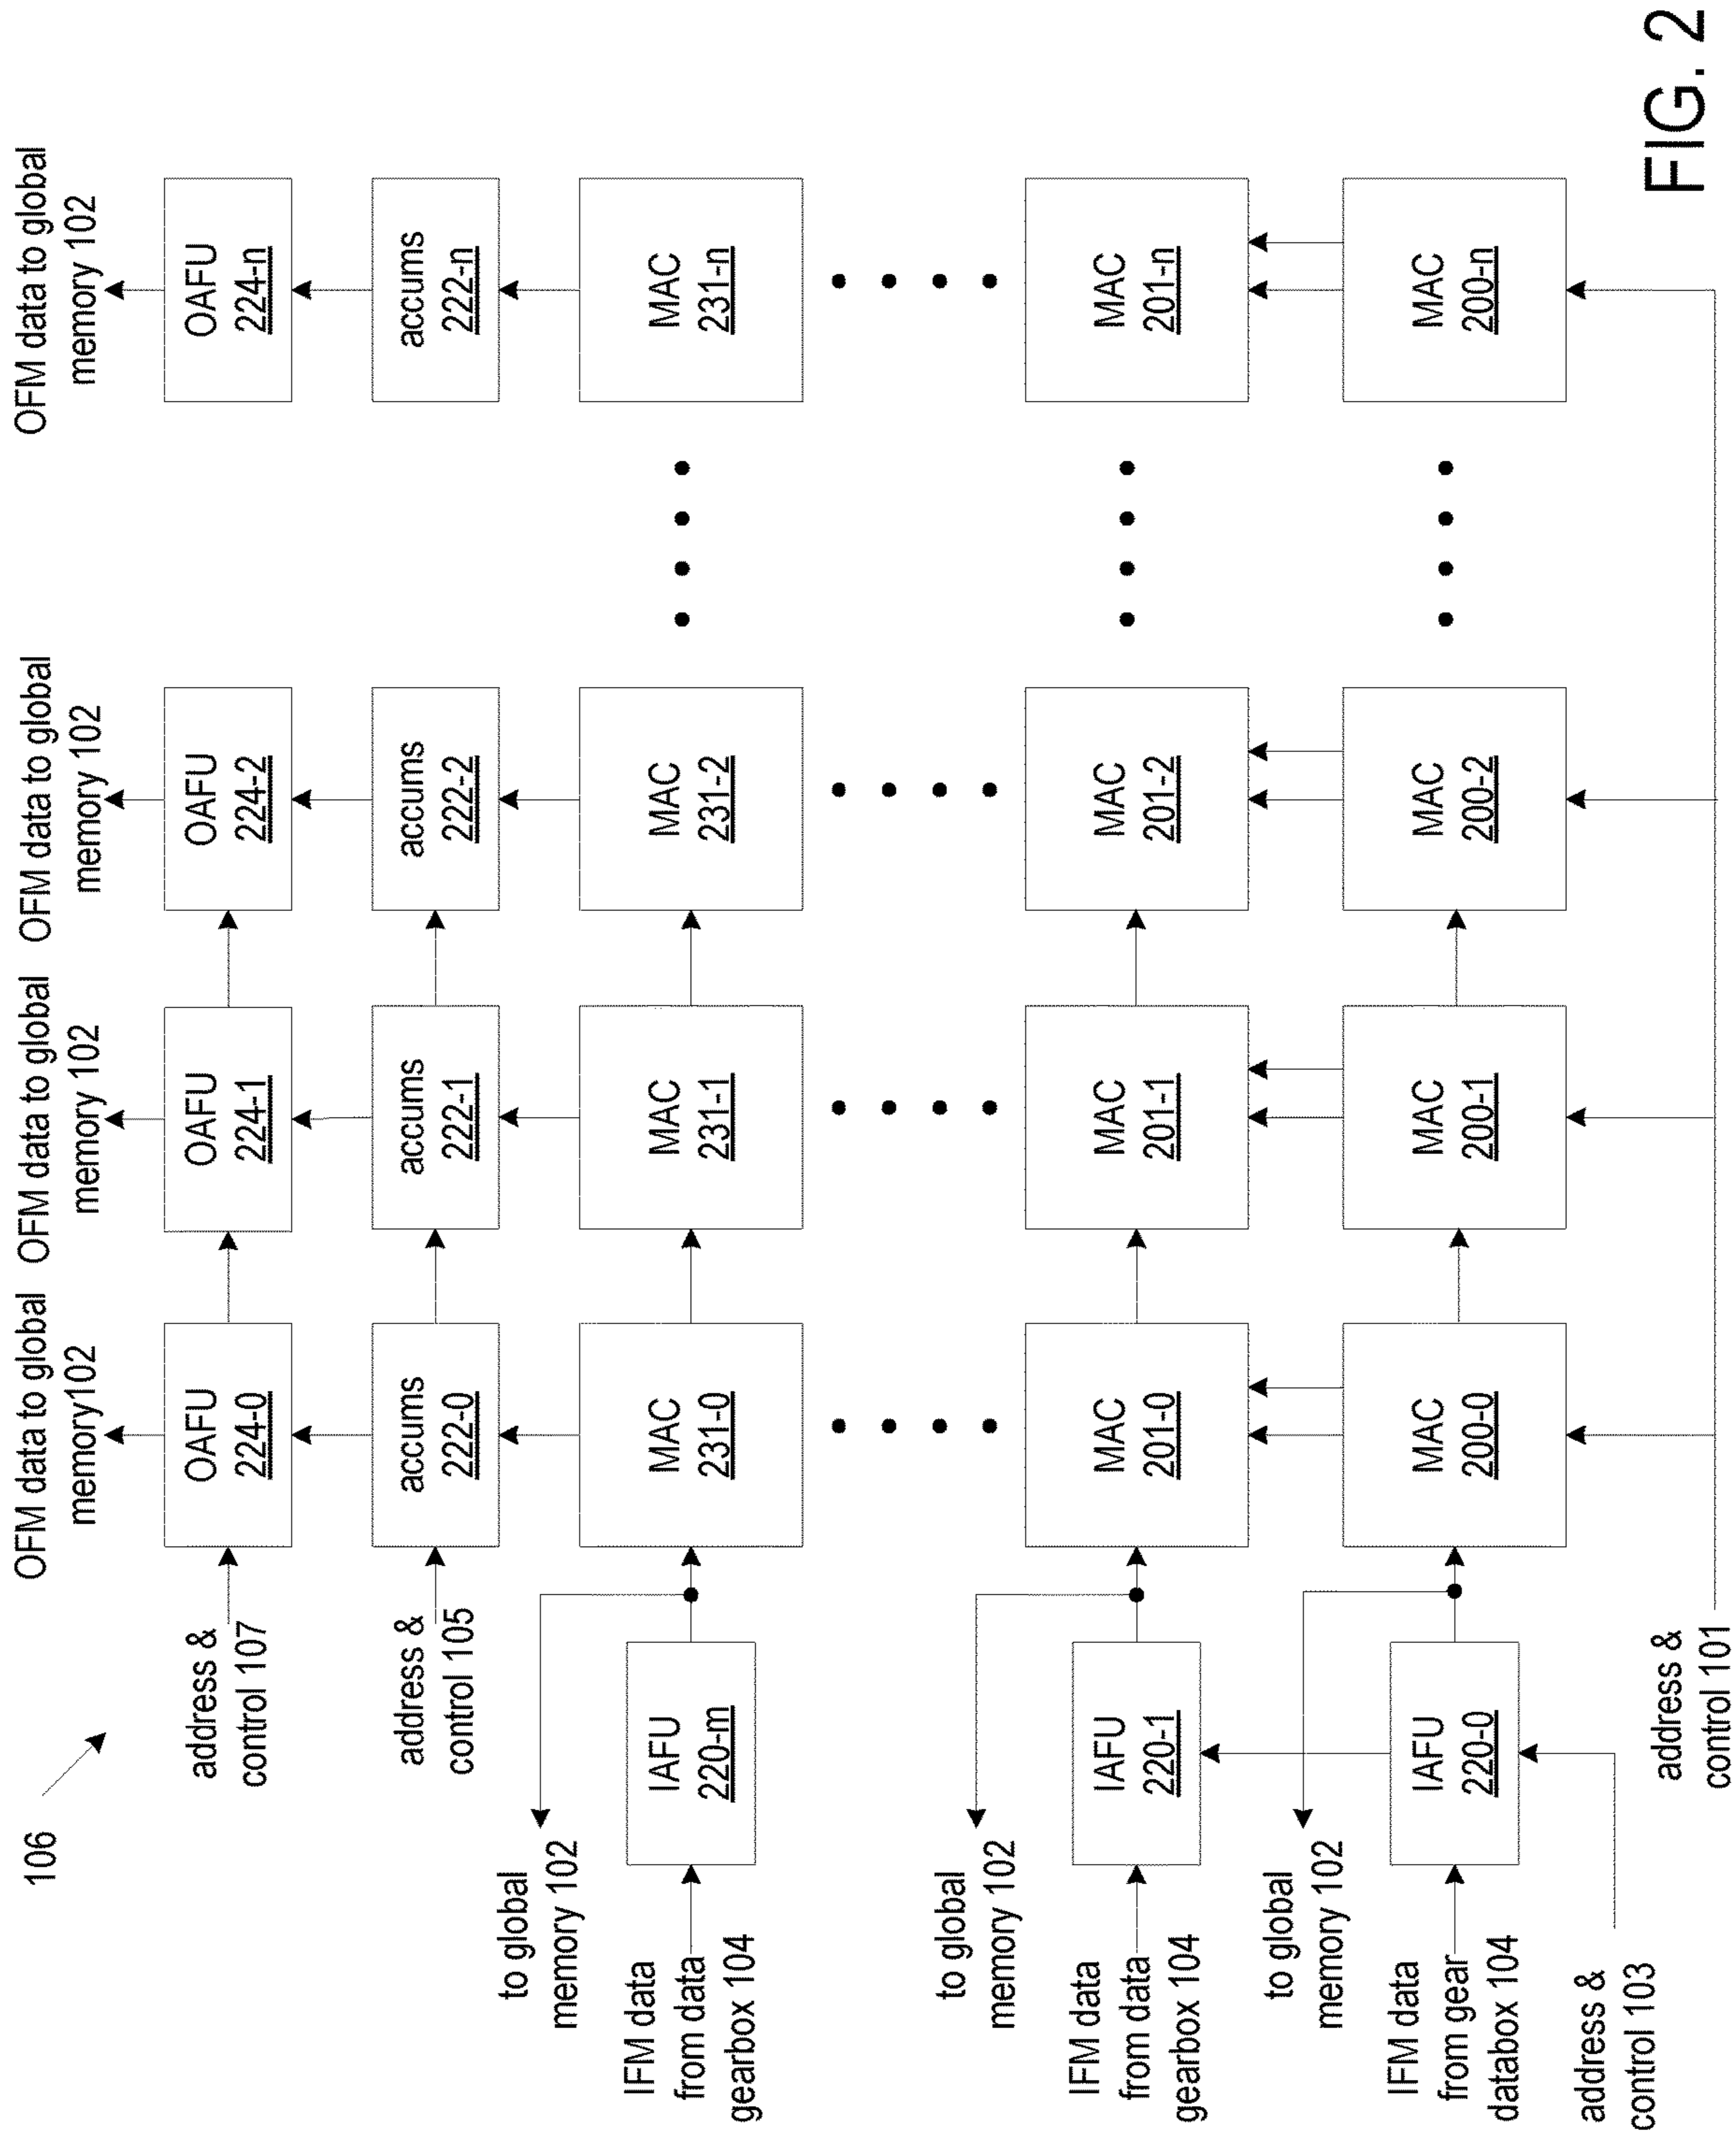 106
OFM data to global
memory102
OFM data to global
memory 102
OFM data to global
memory 102
OFM data to global
memory 102
address &
control 107
OAFU
224-0
OAFU
224-1
OAFU
224-2
OAFU
224-n
address &
control 105
accums
222-0
accums
222-1
accums
222-2
accums
222-n
to global
memory 102
IFM data
from data
gearbox 104
IAFU
220-m
MAC
231-0
MAC
231-1
MAC
231-2
MAC
231-n
to global
memory 102
IFM data
from data
gearbox 104
IAFU
220-1
MAC
201-0
MAC
201-1
MAC
201-2
MAC
201-n
to global
memory 102
IFM data
from gear
databox 104
IAFU
220-0
MAC
200-0
MAC
200-1
MAC
200-2
MAC
200-n
address &
control 103
address &
control 101
FIG. 2